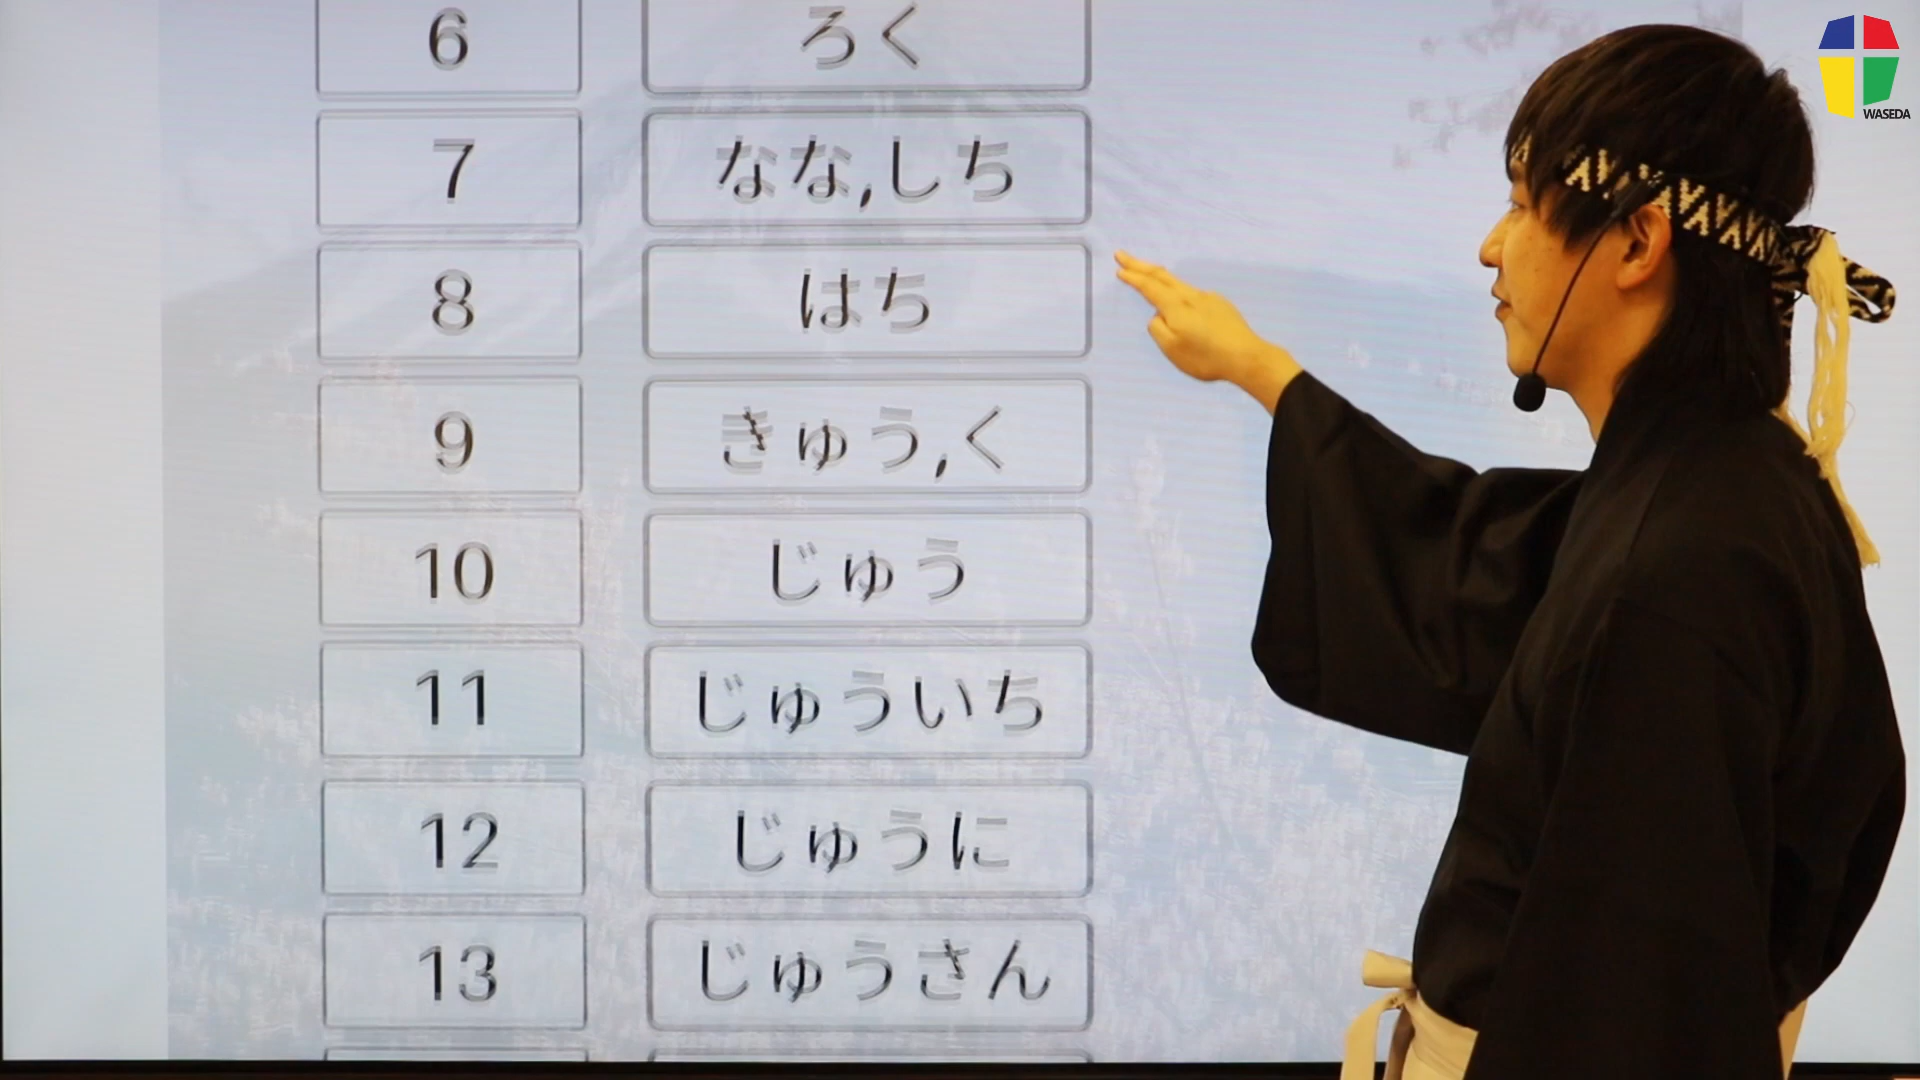 6 ろく
7 なな,しち
8 はち
9 きゅう,く
10 じゅう
11 じゅういち
12 じゅうに
13 じゅうさん
WASEDA